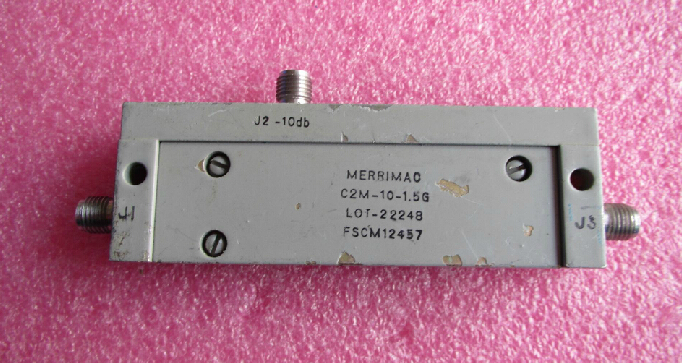 J2 -10db
MERRIMAC
C2M-10-1.5G
LOT-22248
FSCM12457
J1
J3